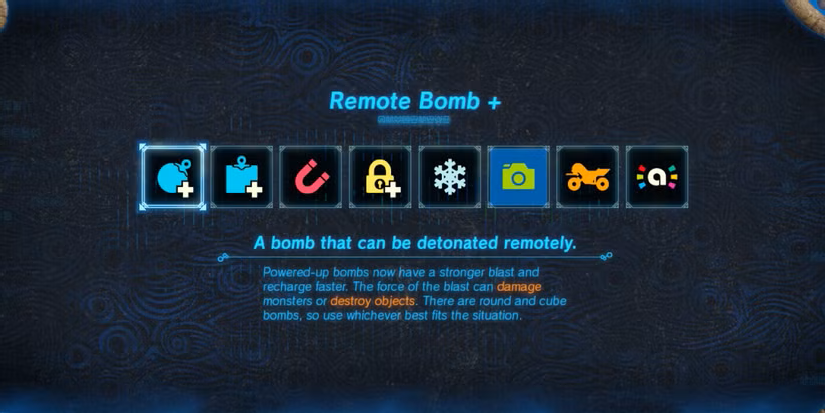 Remote Bomb +
a
A bomb that can be detonated remotely.
Powered-up bombs now have a stronger blast and
recharge faster. The force of the blast can damage
monsters or destroy objects. There are round and cube
bombs, so use whichever best fits the situation.